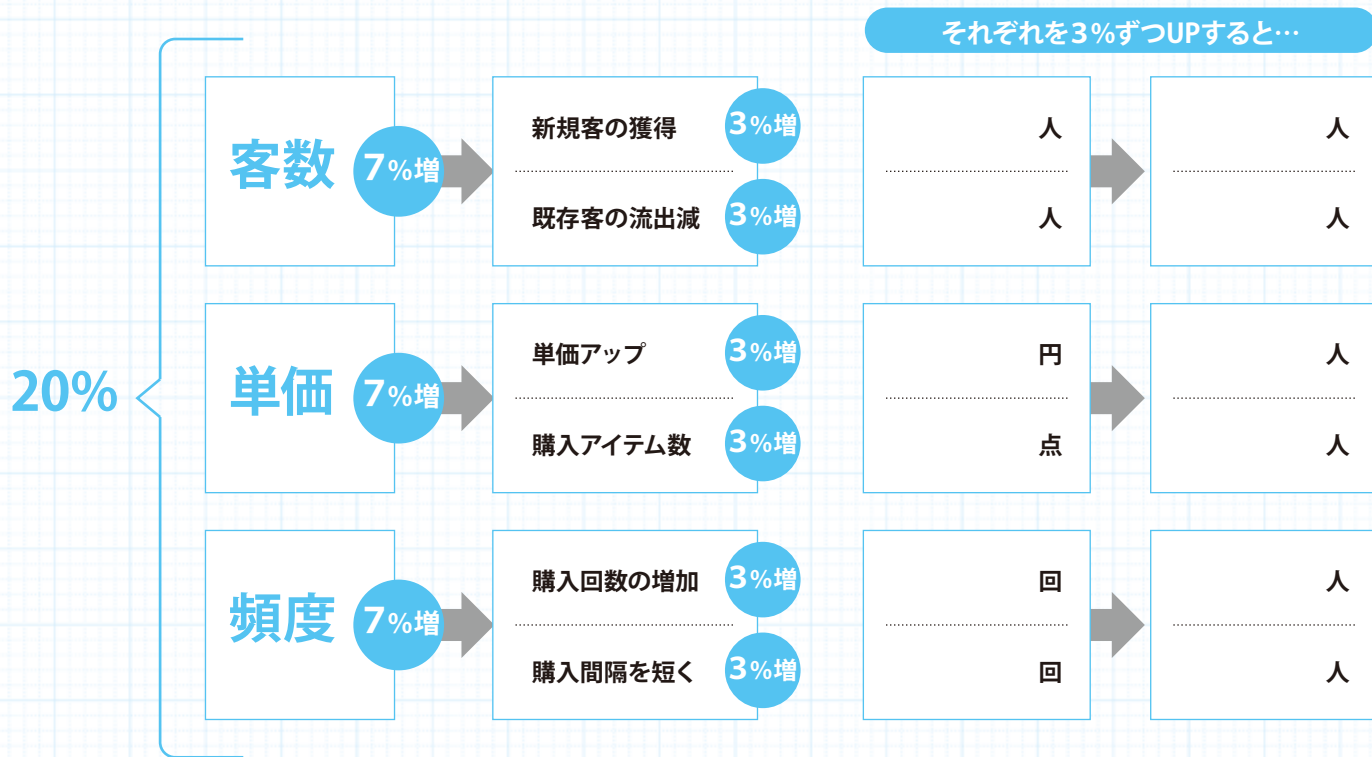 それぞれを3%ずつUPすると…
20%
客数
7%増
新規客の獲得
3%増
既存客の流出減
3%増
人
人
人
人
単価
7%増
単価アップ
3%増
購入アイテム数
3%増
円
点
人
人
頻度
7%増
購入回数の増加
3%増
購入間隔を短く
3%増
回
回
人
人